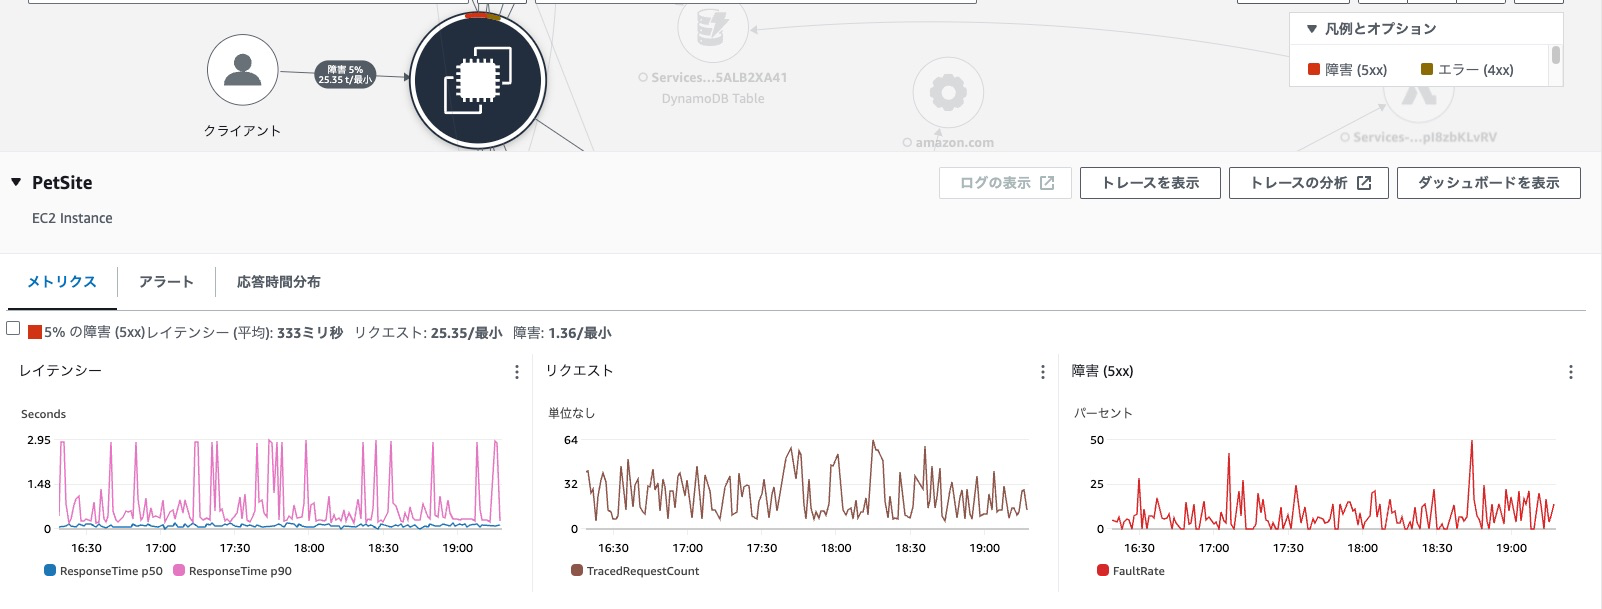 障害 5%
25.35 t/最小
クライアント
Services...5ALB2XA41
DynamoDB Table
amazon.com
▼ 凡例とオプション
障害 (5xx)
エラー (4xx)
Services-...pl8zbKLvRV
▼ PetSite
EC2 Instance
ログの表示
トレースを表示
トレースの分析
ダッシュボードを表示
メトリクス
アラート
応答時間分布
5% の障害 (5xx)レイテンシー (平均): 333ミリ秒 リクエスト: 25.35/最小 障害: 1.36/最小
レイテンシー
Seconds
2.95
1.48
0
16:30 17:00 17:30 18:00 18:30 19:00
ResponseTime p50 ResponseTime p90
リクエスト
単位なし
64
32
0
16:30 17:00 17:30 18:00 18:30 19:00
TracedRequestCount
障害 (5xx)
パーセント
50
25
0
16:30 17:00 17:30 18:00 18:30 19:00
FaultRate